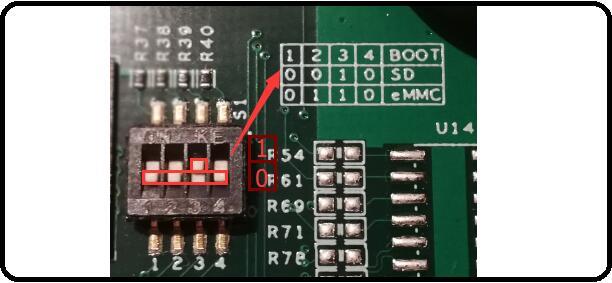 R37 R38 R39 R40
S1
ON KE
1 2 3 4
1 2 3 4
1
0
1 2 3 4 BOOT
0 0 1 0 SD
0 1 1 0 eMMC
U14
R54
R61
R69
R71
R78